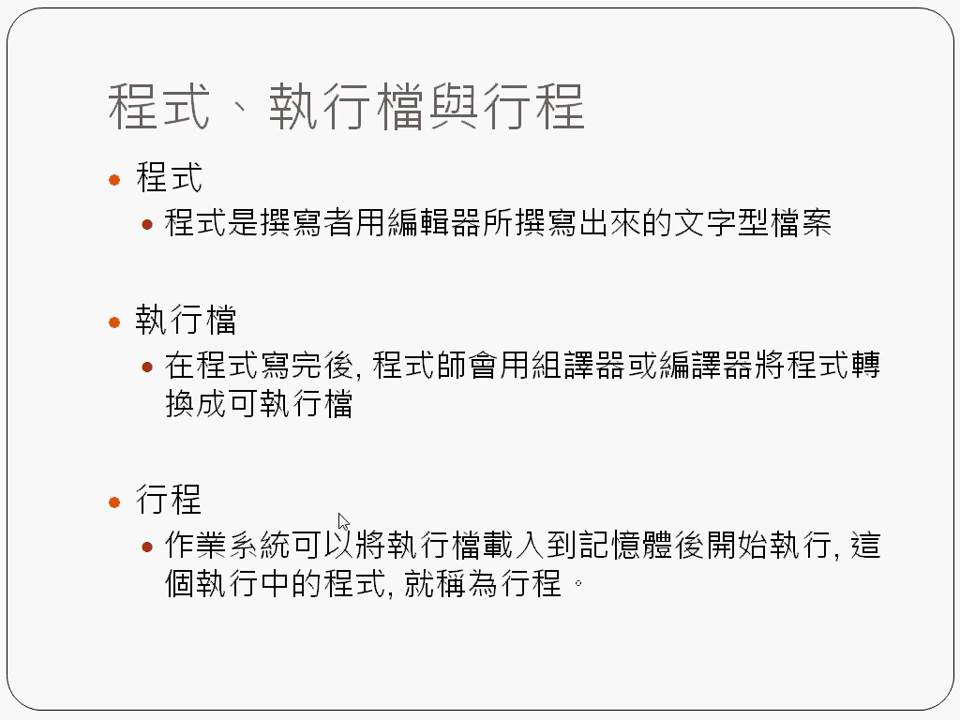 程式、執行檔與行程
程式
程式是撰寫者用編輯器所撰寫出來的文字型檔案
執行檔
在程式寫完後, 程式師會用組譯器或編譯器將程式轉
換成可執行檔
行程
作業系統可以將執行檔載入到記憶體後開始執行, 這
個執行中的程式, 就稱為行程。